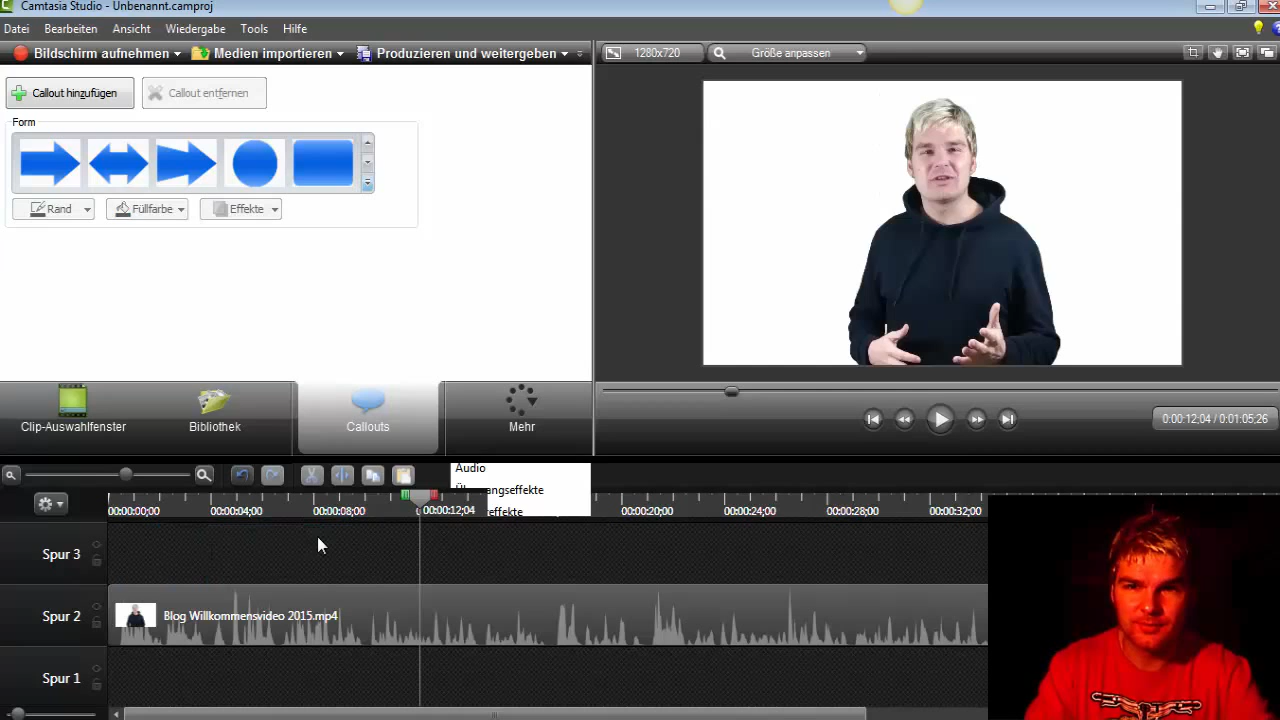 Camtasia Studio - Unbenannt.camproj
Datei Bearbeiten Ansicht Wiedergabe Tools Hilfe
Bildschirm aufnehmen Medien importieren Produzieren und weitergeben 1280x720 Größe anpassen
Callout hinzufügen Callout entfernen
Form
Rand Füllfarbe Effekte
Clip-Auswahlfenster Bibliothek Callouts Mehr
0:00:12;04 / 0:01:05;26
Audio
angseffekte
reffekte
00:00:00;00 00:00:04;00 00:00:08;00 00:00:12;04 00:00:20;00 00:00:24;00 00:00:28;00 00:00:32;00
Spur 3
Spur 2 Blog Willkommensvideo 2015.mp4
Spur 1